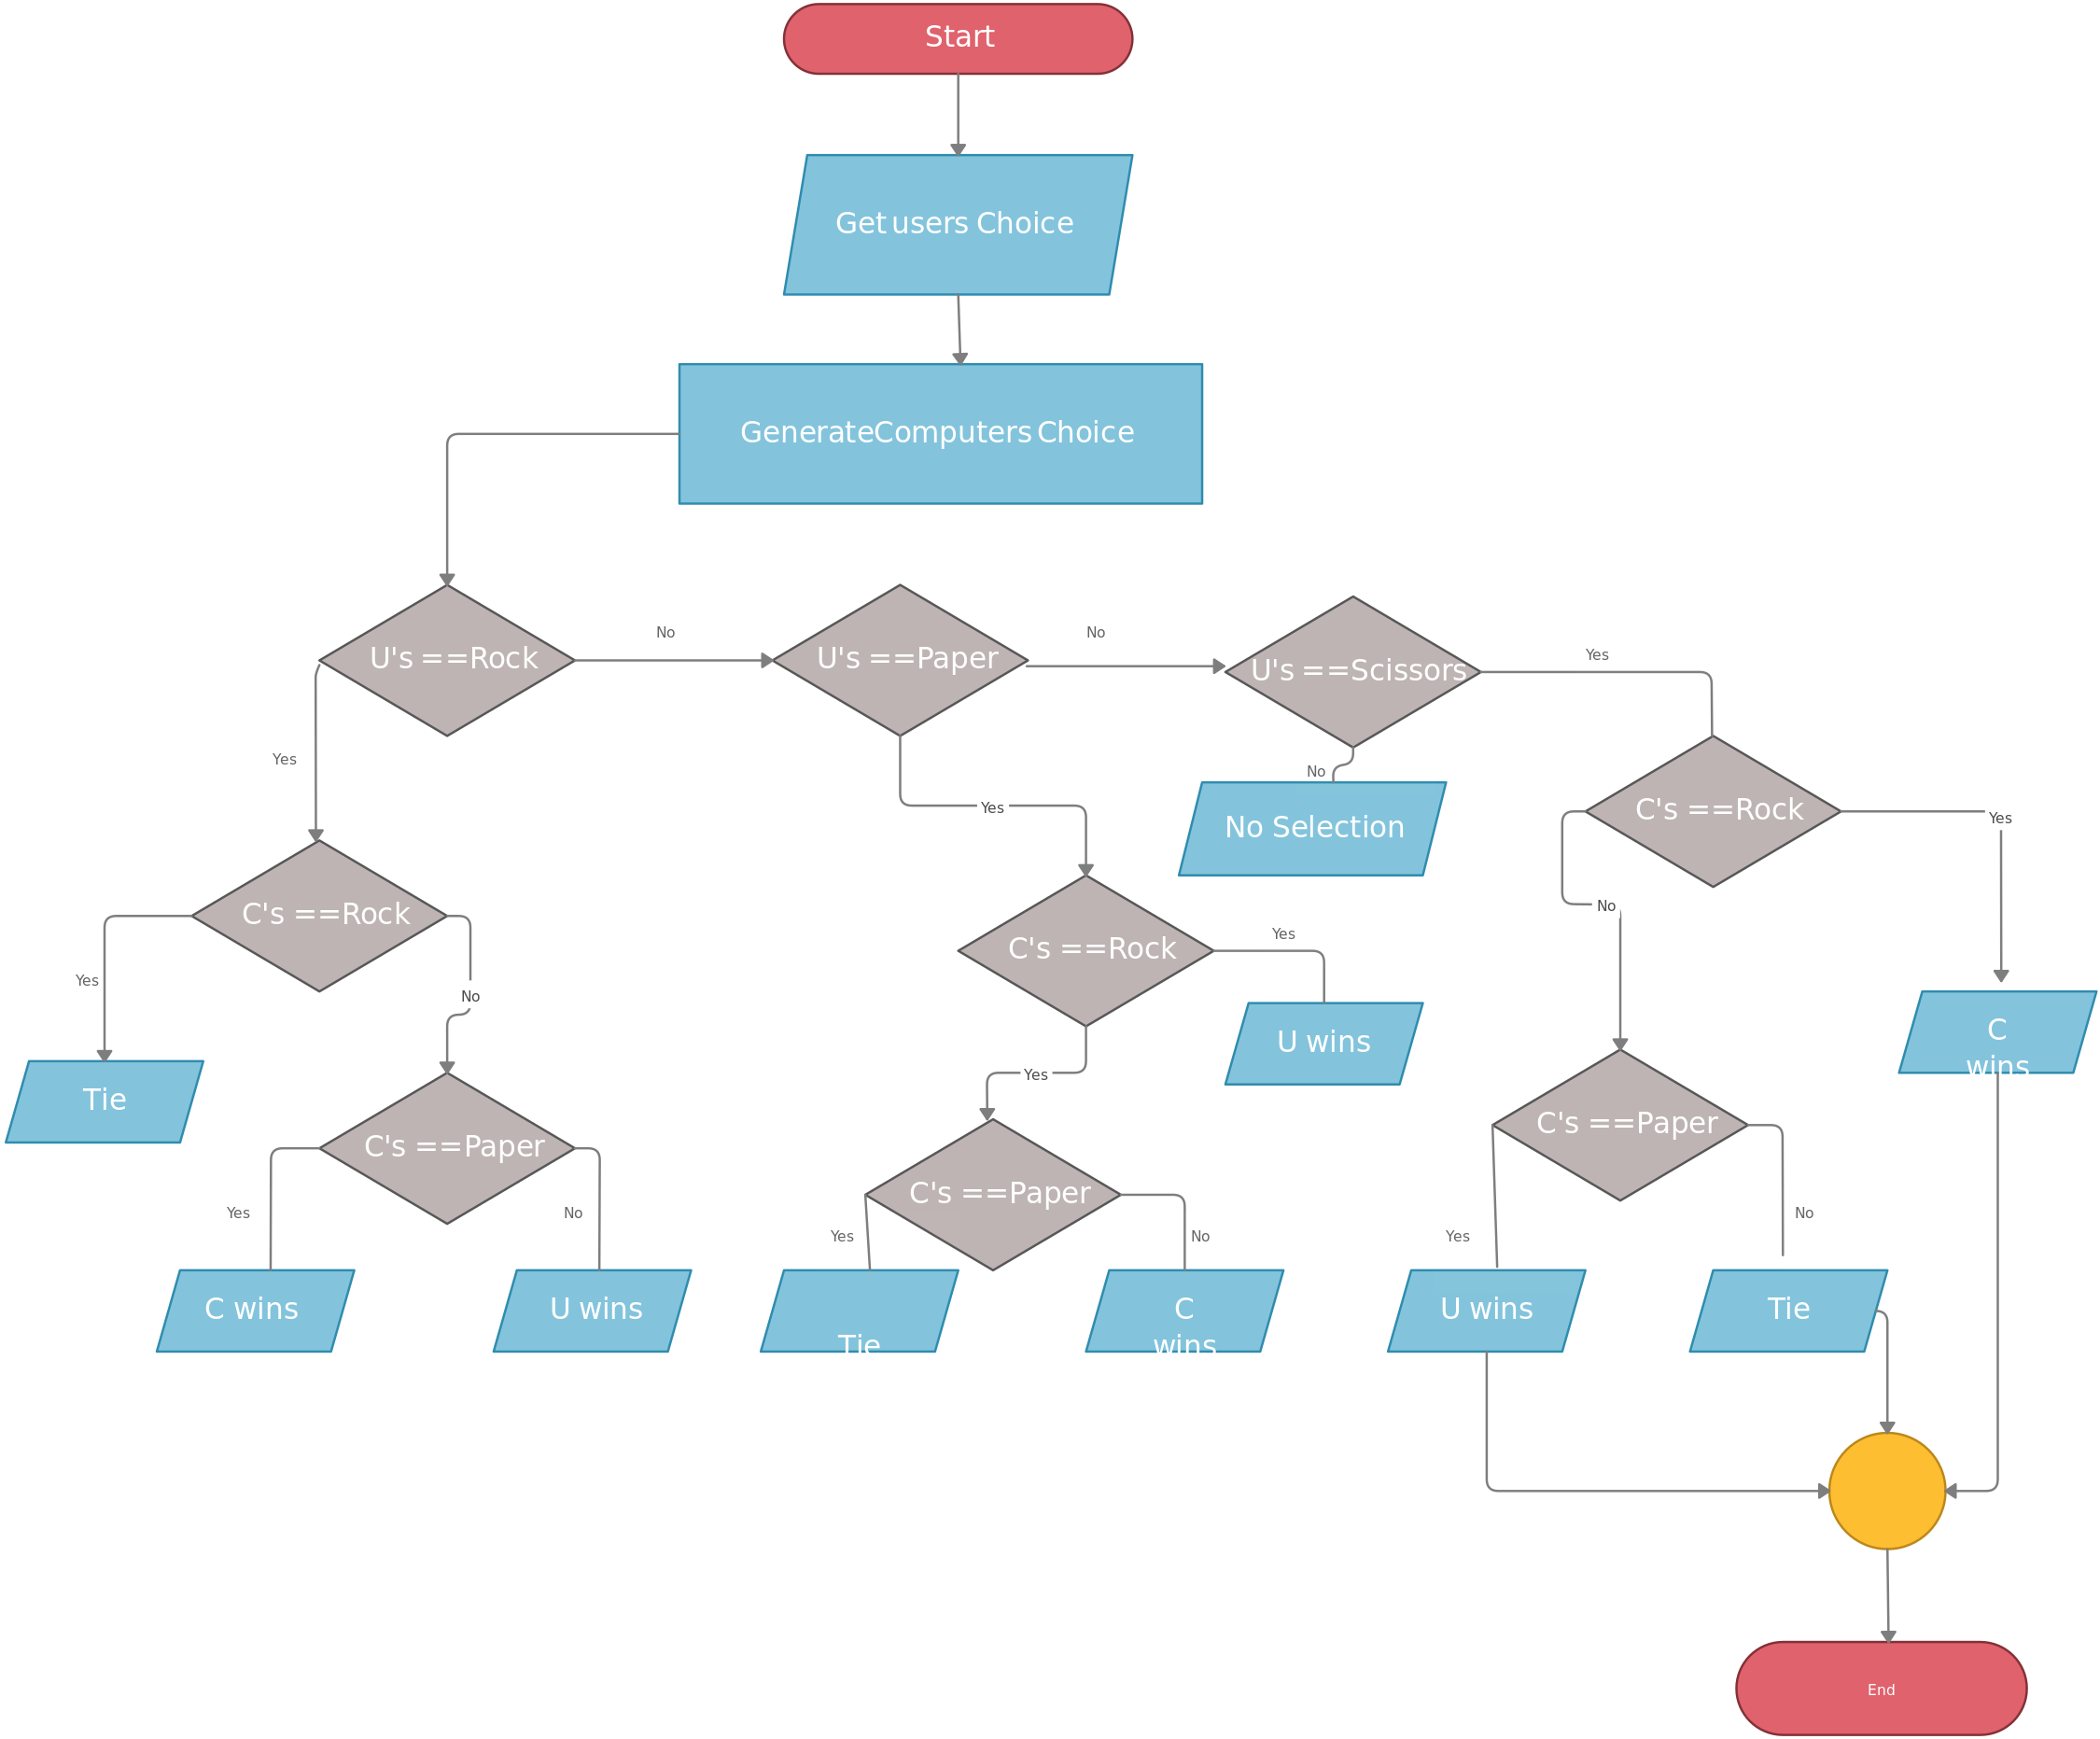 Start
Get users Choice
GenerateComputers Choice
U's ==Rock
No
U's ==Paper
No
U's ==Scissors
Yes
Yes
No
No Selection
Yes
C's ==Rock
Yes
C's ==Rock
Yes
No
C's ==Rock
Yes
No
Yes
U wins
Yes
C
wins
Tie
C's ==Paper
C's ==Paper
C's ==Paper
Yes
No
Yes
No
Yes
No
C wins
U wins
Tie
C
wins
U wins
Tie
End